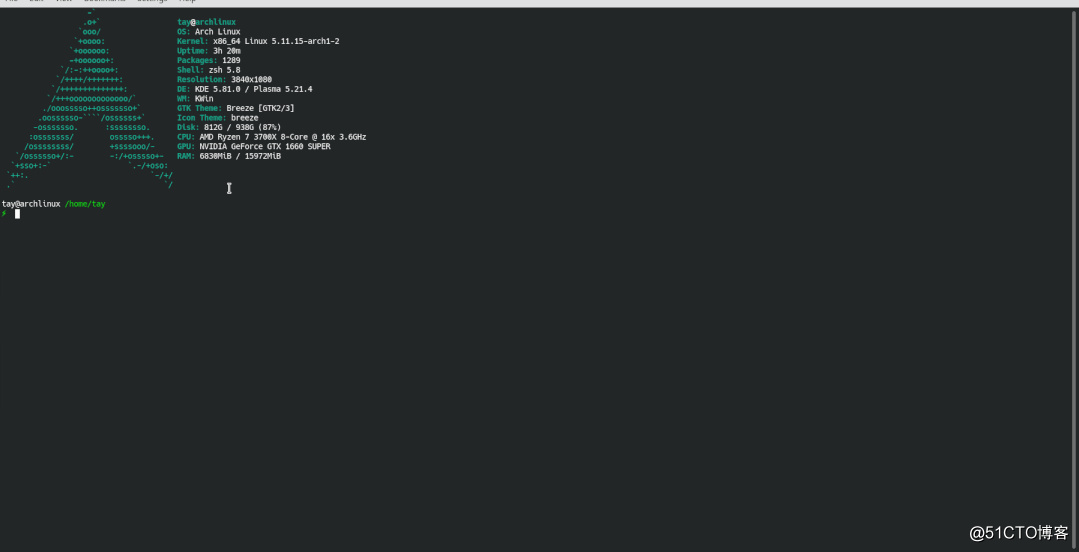 tay@archlinux
OS: Arch Linux
Kernel: x86_64 Linux 5.11.15-arch1-2
Uptime: 3h 20m
Packages: 1289
Shell: zsh 5.8
Resolution: 3840x1080
DE: KDE 5.81.0 / Plasma 5.21.4
WM: KWin
GTK Theme: Breeze [GTK2/3]
Icon Theme: breeze
Disk: 812G / 938G (87%)
CPU: AMD Ryzen 7 3700X 8-Core @ 16x 3.6GHz
GPU: NVIDIA GeForce GTX 1660 SUPER
RAM: 6830MiB / 15972MiB
tay@archlinux /home/tay
@51CTO博客